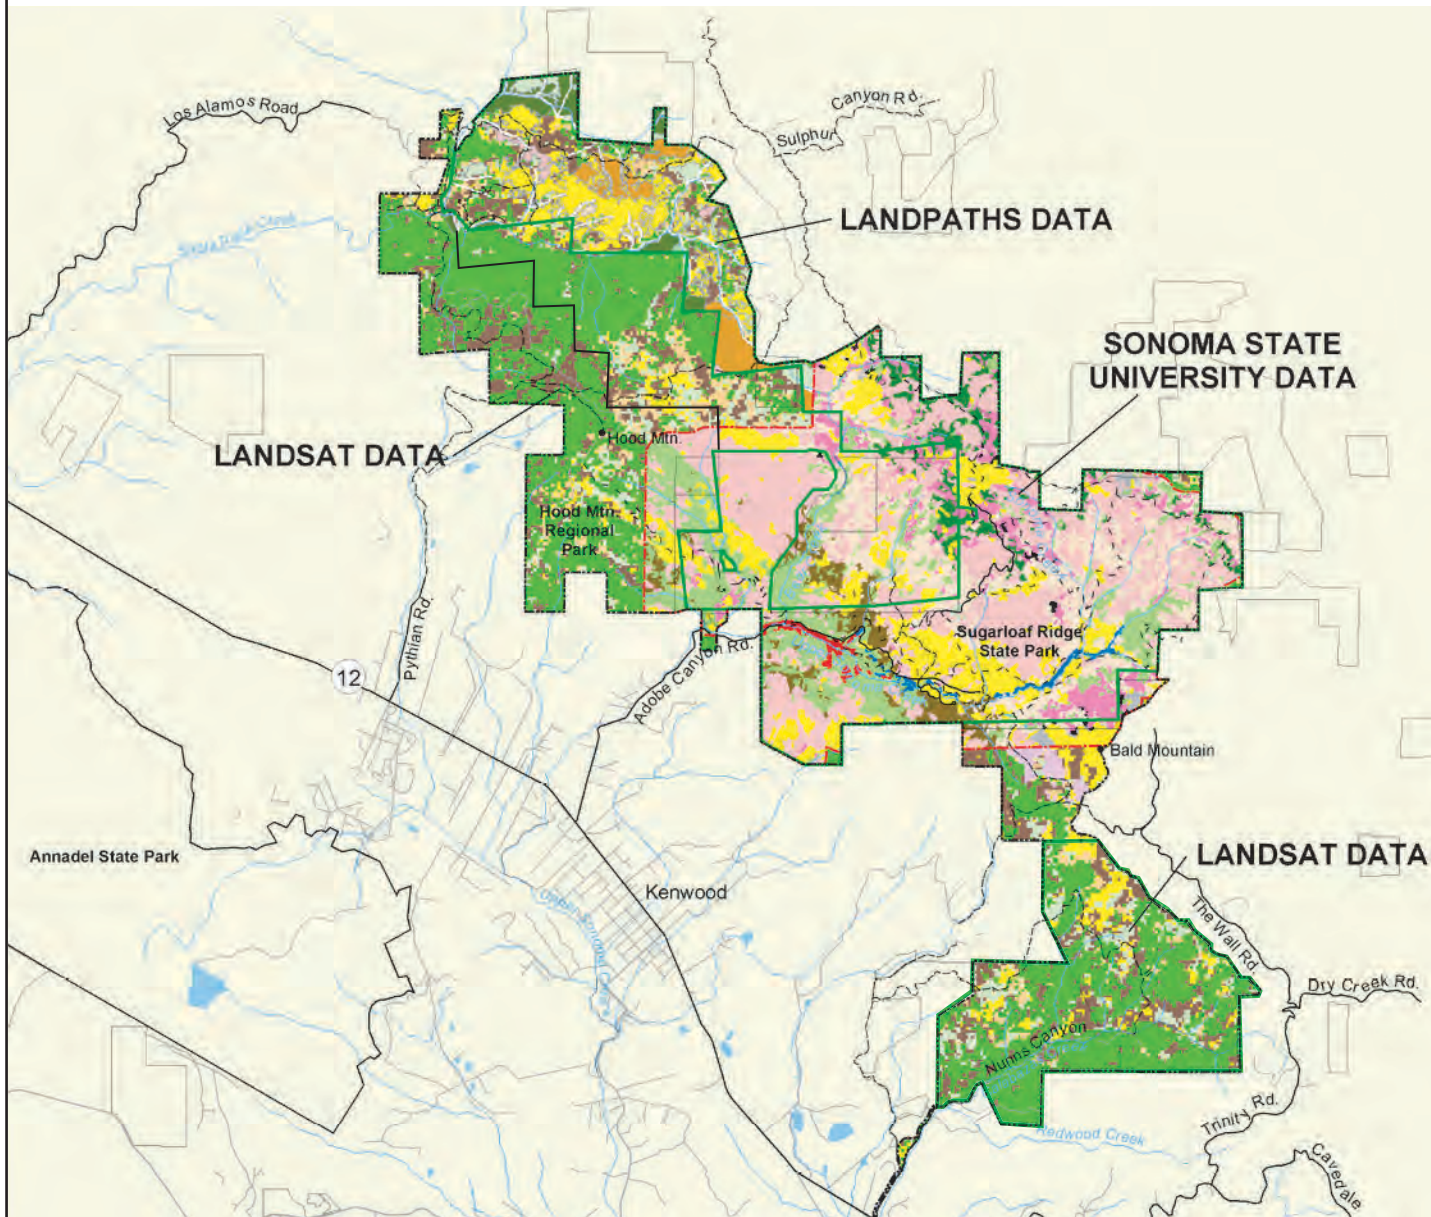 Los Alamos Road
Canyon Rd.
Sulphur
LANDPATHS DATA
SONOMA STATE
UNIVERSITY DATA
LANDSAT DATA
Hood Mtn.
Hood Mtn.
Regional
Park
Pythian Rd.
12
Adobe Canyon Rd.
Sugarloaf Ridge
State Park
Bald Mountain
Annadel State Park
Kenwood
LANDSAT DATA
The Wall Rd.
Dry Creek Rd.
Nunns Canyon
Trinity Rd.
Redwood Creek
Cavedale